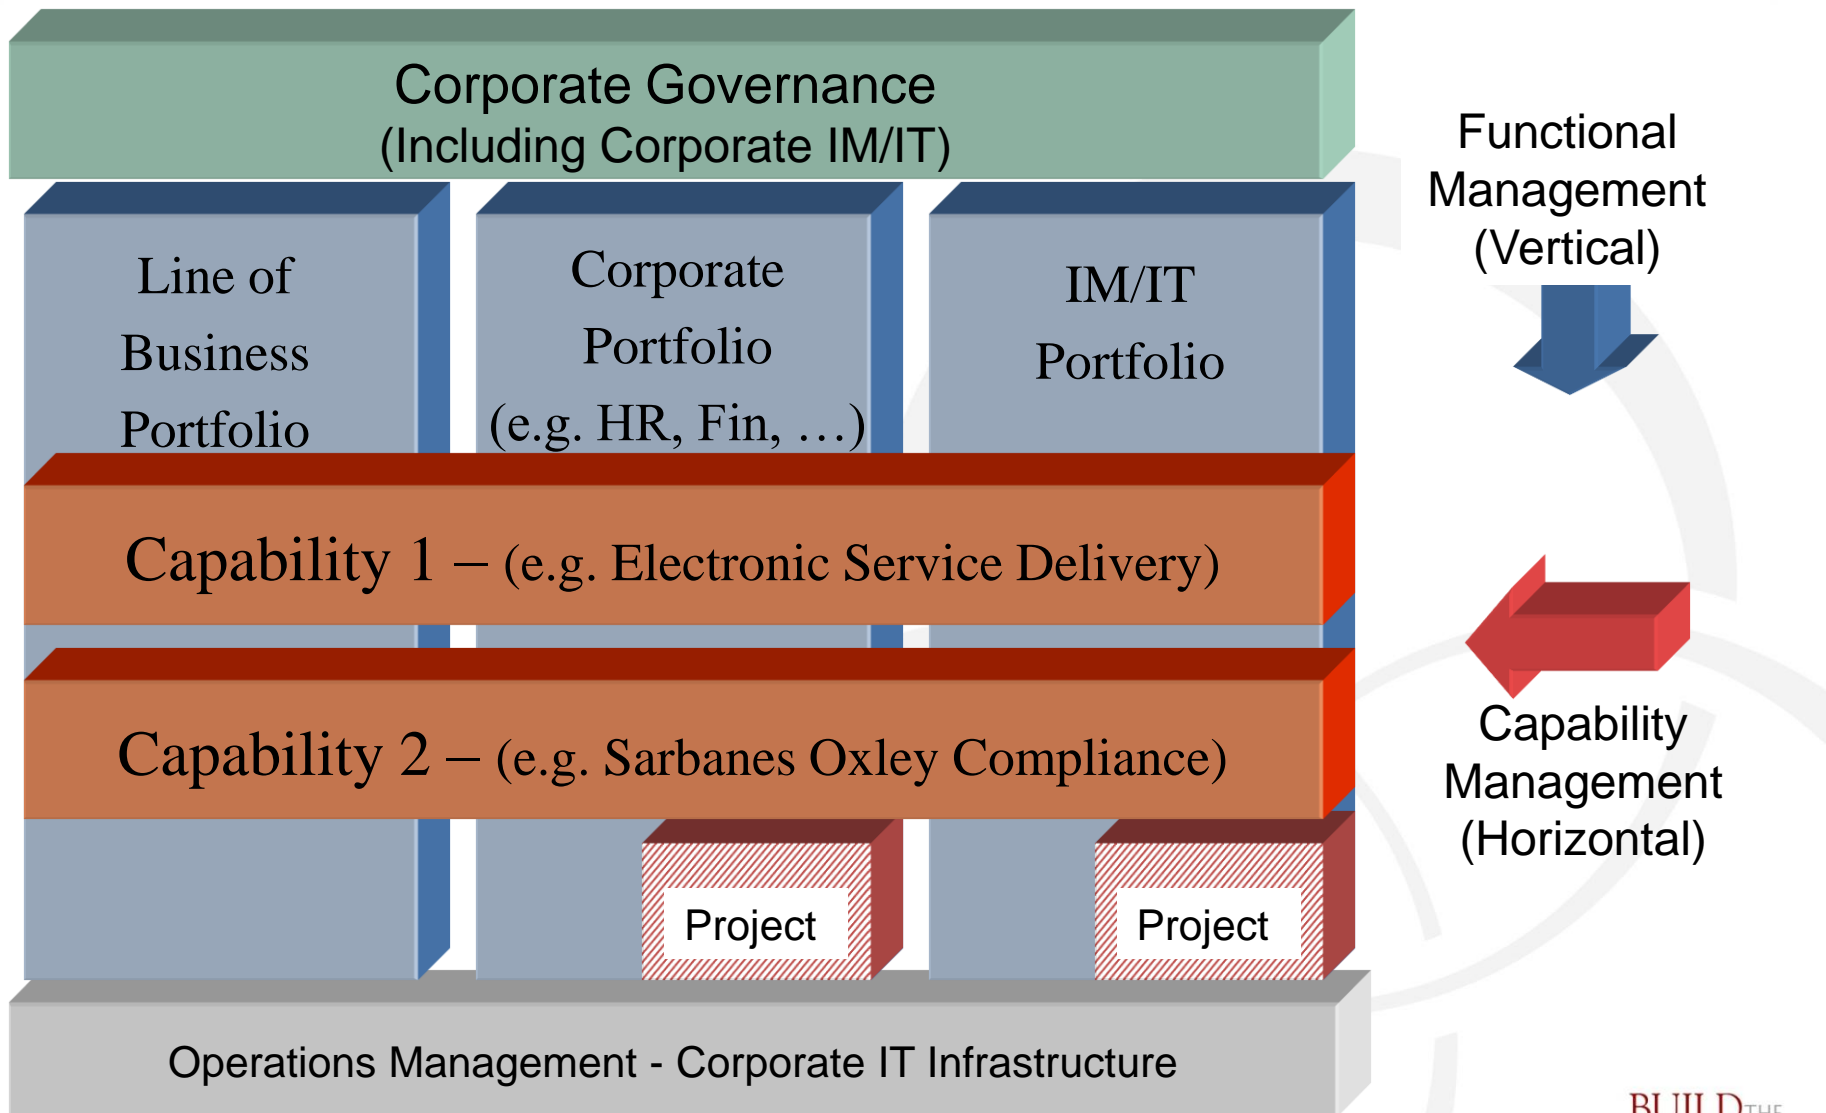 Corporate Governance
(Including Corporate IM/IT)
Functional
Management
(Vertical)
Line of
Business
Portfolio
Corporate
Portfolio
(e.g. HR, Fin, …)
IM/IT
Portfolio
Capability 1 – (e.g. Electronic Service Delivery)
Capability 2 – (e.g. Sarbanes Oxley Compliance)
Capability
Management
(Horizontal)
Project
Project
Operations Management - Corporate IT Infrastructure
BUILD THE